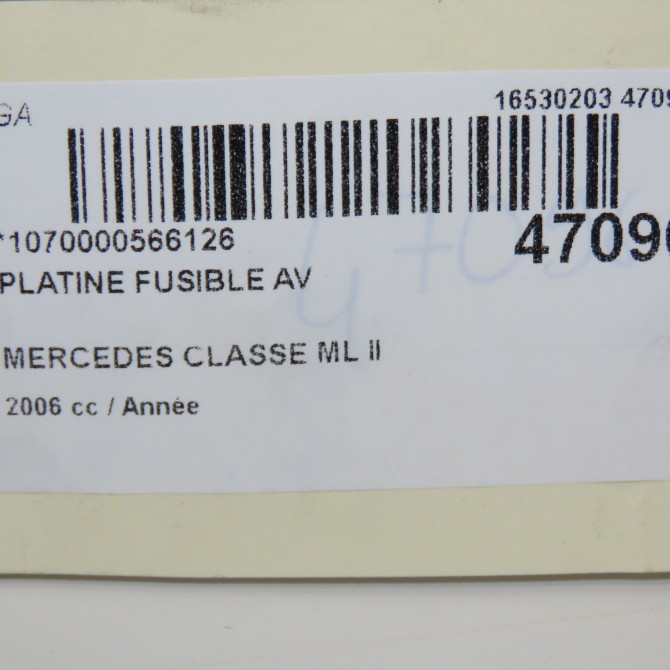 GA
16530203 4709
*1070000566126
47090
PLATINE FUSIBLE AV
MERCEDES CLASSE ML II
2006 cc / Année